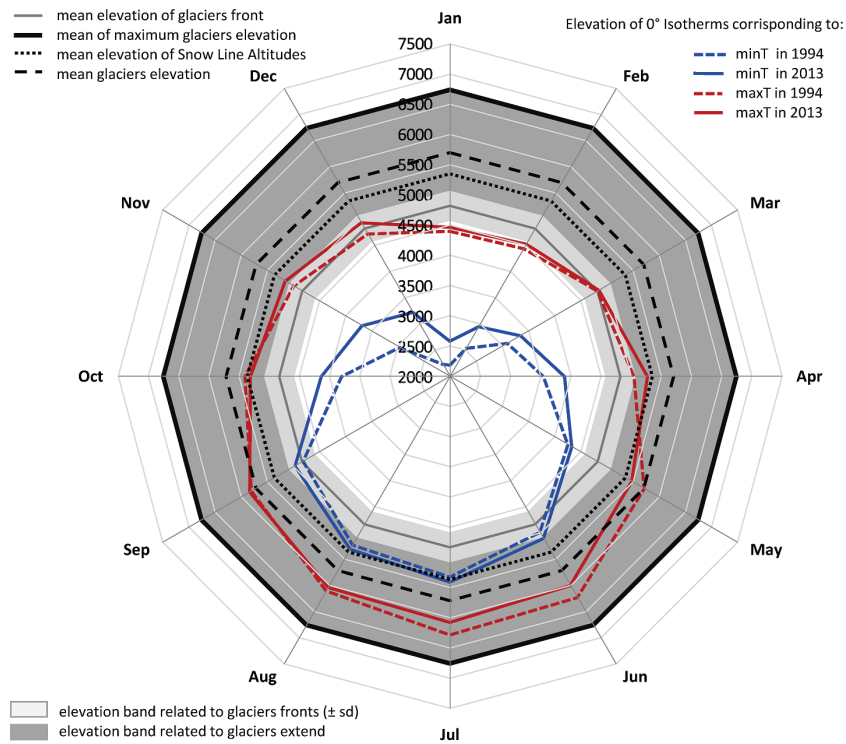 mean elevation of glaciers front
mean of maximum glaciers elevation
mean elevation of Snow Line Altitudes
mean glaciers elevation
Elevation of 0° Isotherms corrisponding to:
minT in 1994
minT in 2013
maxT in 1994
maxT in 2013
Jan
Feb
Mar
Apr
May
Jun
Jul
Aug
Sep
Oct
Nov
Dec
7500
7000
6500
6000
5500
5000
4500
4000
3500
3000
2500
2000
elevation band related to glaciers fronts (± sd)
elevation band related to glaciers extend